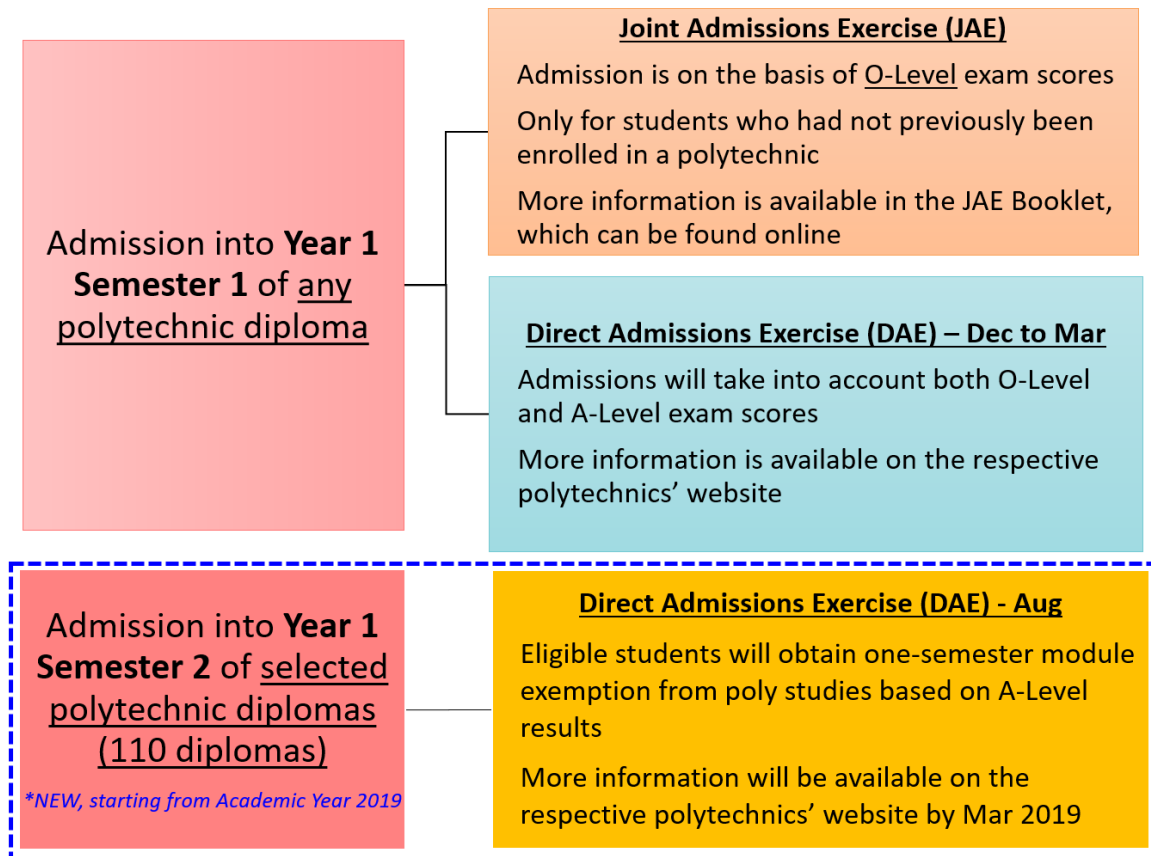 Admission into Year 1
Semester 1 of any
polytechnic diploma
Joint Admissions Exercise (JAE)
Admission is on the basis of O-Level exam scores
Only for students who had not previously been
enrolled in a polytechnic
More information is available in the JAE Booklet,
which can be found online
Direct Admissions Exercise (DAE) – Dec to Mar
Admissions will take into account both O-Level
and A-Level exam scores
More information is available on the respective
polytechnics’ website
Admission into Year 1
Semester 2 of selected
polytechnic diplomas
(110 diplomas)
*NEW, starting from Academic Year 2019
Direct Admissions Exercise (DAE) - Aug
Eligible students will obtain one-semester module
exemption from poly studies based on A-Level
results
More information will be available on the
respective polytechnics’ website by Mar 2019